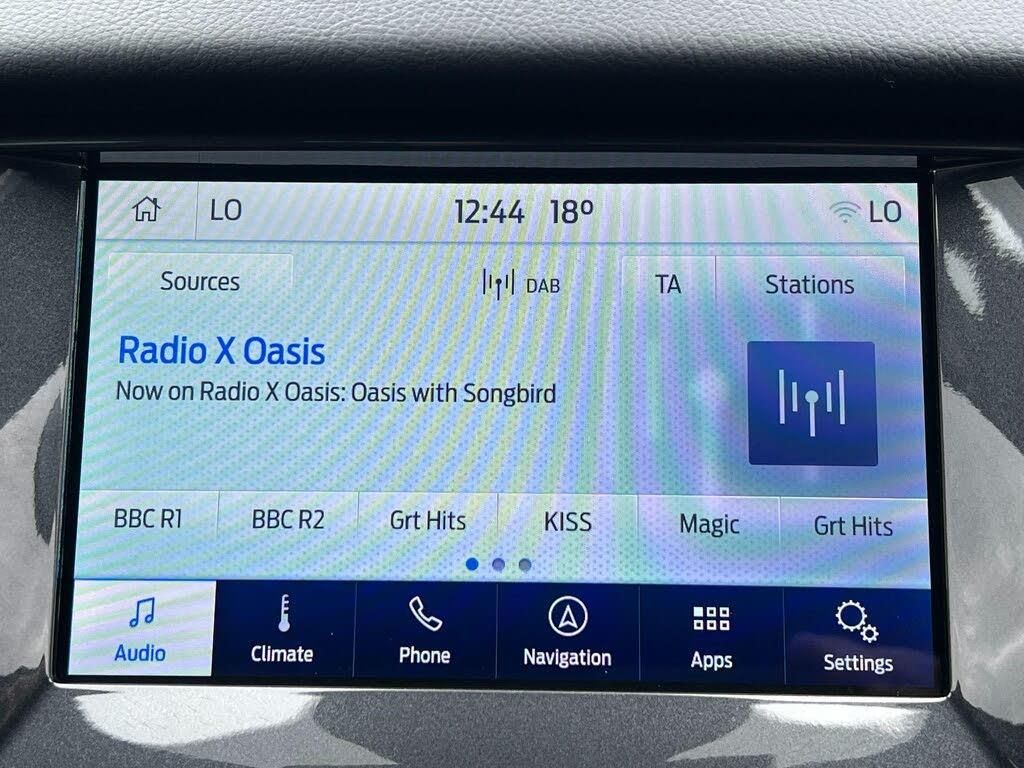 LO 12:44 18º LO
Sources DAB TA Stations
Radio X Oasis
Now on Radio X Oasis: Oasis with Songbird
BBC R1 BBC R2 Grt Hits KISS Magic Grt Hits
Audio Climate Phone Navigation Apps Settings